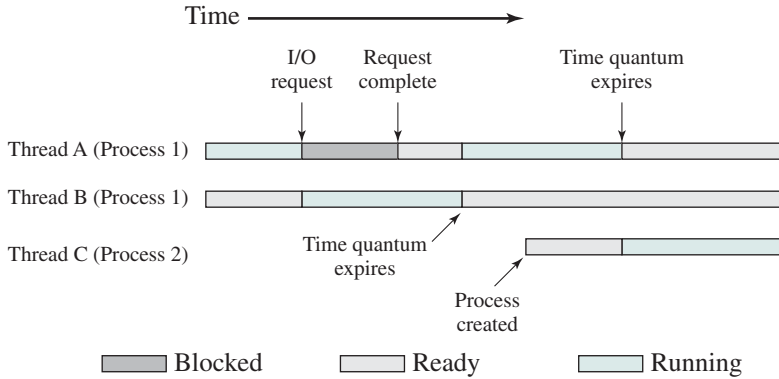 Time
I/O
request
Request
complete
Time quantum
expires
Thread A (Process 1)
Thread B (Process 1)
Time quantum
expires
Thread C (Process 2)
Process
created
Blocked
Ready
Running